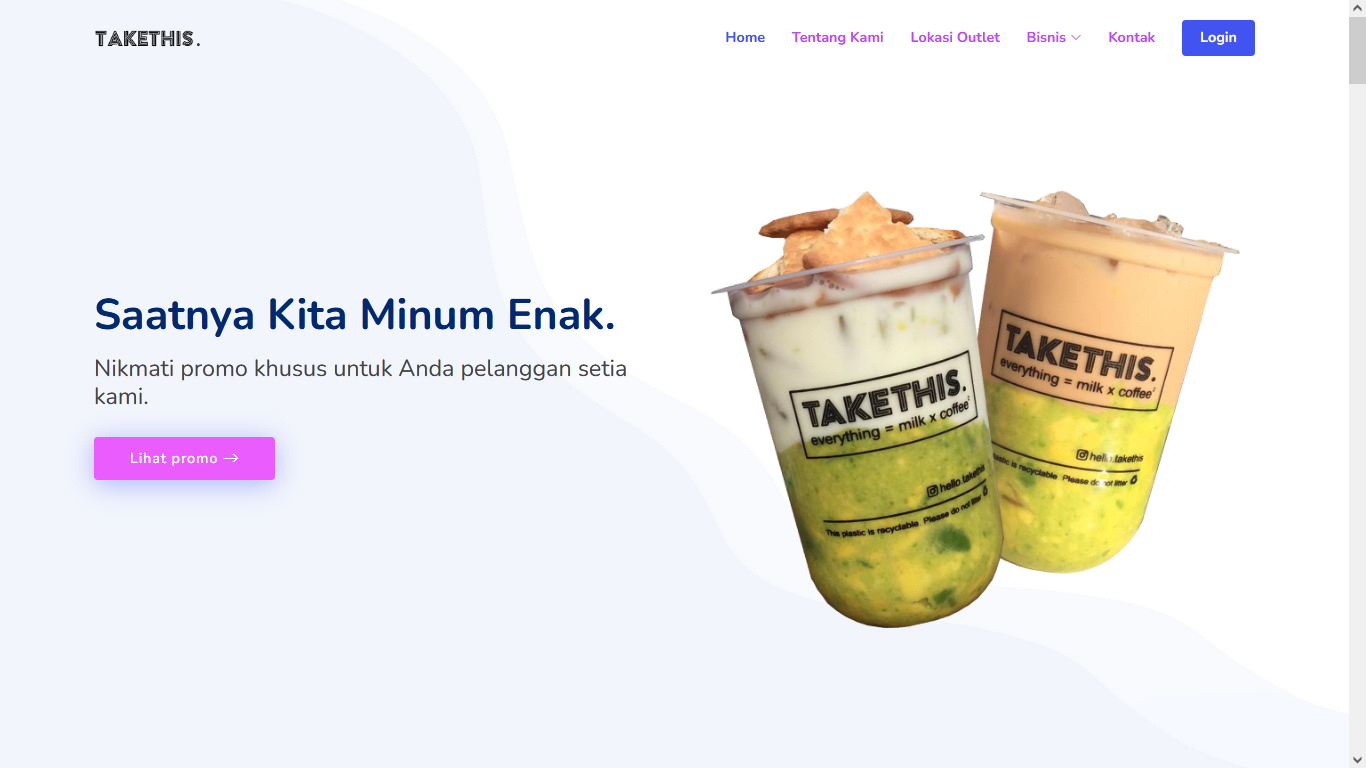 TAKETHIS.
Home Tentang Kami Lokasi Outlet Bisnis Kontak Login
Saatnya Kita Minum Enak.
Nikmati promo khusus untuk Anda pelanggan setia
kami.
Lihat promo →
TAKETHIS.
everything = milk x coffee²
hello.takethis
This plastic is recyclable. Please do not litter
TAKETHIS.
everything = milk x coffee²
hello.takethis
plastic is recyclable. Please do not litter